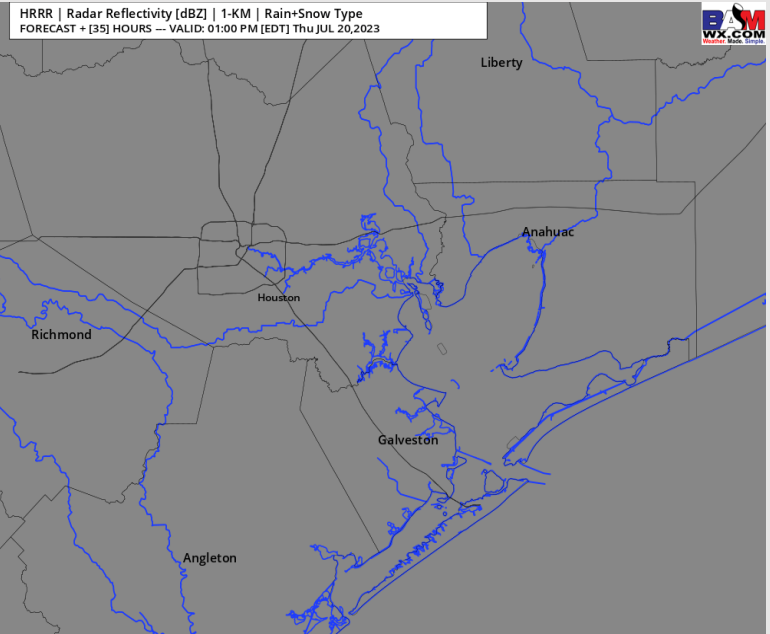 HRRR | Radar Reflectivity [dBZ] | 1-KM | Rain+Snow Type
FORECAST + [35] HOURS --- VALID: 01:00 PM [EDT] Thu JUL 20,2023
BAM
WX.COM
Weather. Made. Simple.
Liberty
Anahuac
Houston
Richmond
Galveston
Angleton